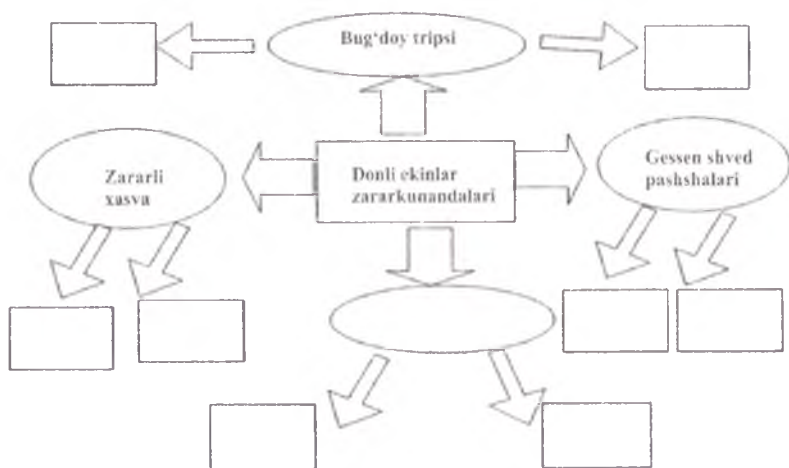 Bug‘doy tripsi
Zararli
xasva
Donli ekinlar
zararkunandalari
Gessen shved
pashshalari